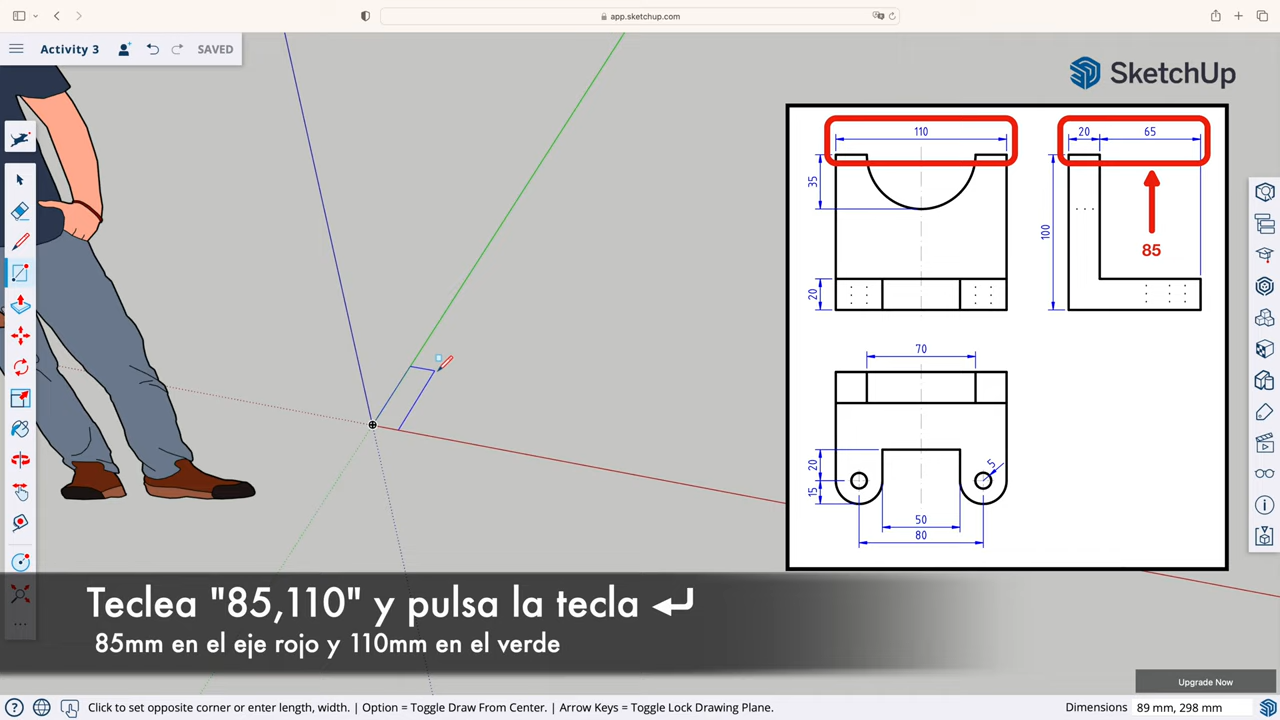 app.sketchup.com
Activity 3
SAVED
SketchUp
110
20
65
35
85
100
20
70
20
15
5
50
80
Teclea "85,110" y pulsa la tecla
85mm en el eje rojo y 110mm en el verde
Upgrade Now
Click to set opposite corner or enter length, width. | Option = Toggle Draw From Center. | Arrow Keys = Toggle Lock Drawing Plane.
Dimensions 89 mm, 298 mm